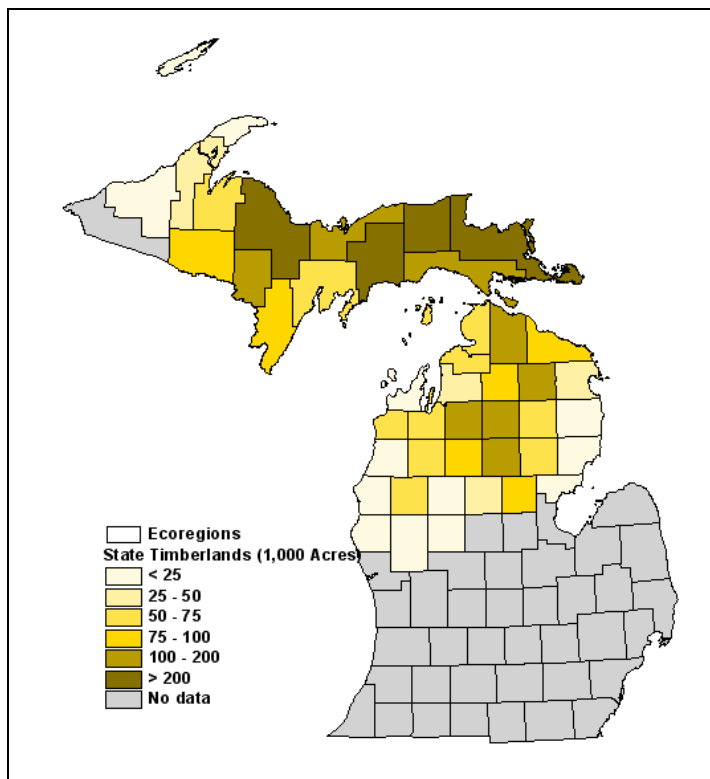 Ecoregions
State Timberlands (1,000 Acres)
< 25
25 - 50
50 - 75
75 - 100
100 - 200
> 200
No data